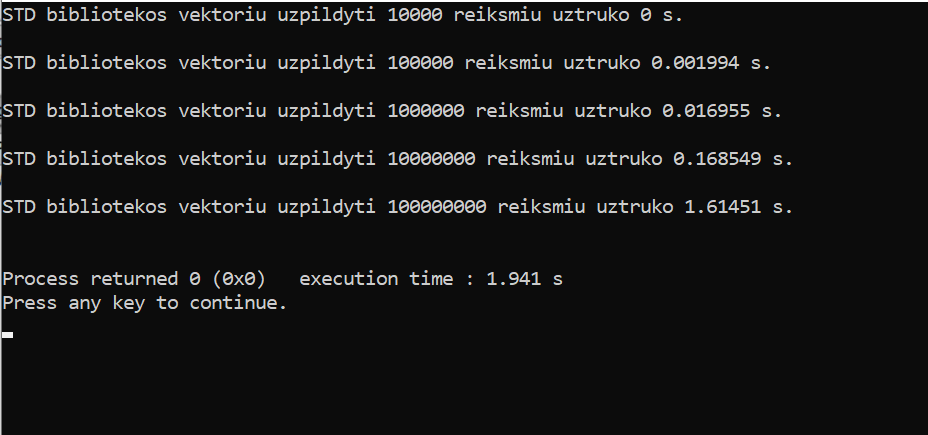 STD bibliotekos vektoriu uzpildyti 10000 reiksmiu uztruko 0 s.
STD bibliotekos vektoriu uzpildyti 100000 reiksmiu uztruko 0.001994 s.
STD bibliotekos vektoriu uzpildyti 1000000 reiksmiu uztruko 0.016955 s.
STD bibliotekos vektoriu uzpildyti 10000000 reiksmiu uztruko 0.168549 s.
STD bibliotekos vektoriu uzpildyti 100000000 reiksmiu uztruko 1.61451 s.
Process returned 0 (0x0)   execution time : 1.941 s
Press any key to continue.